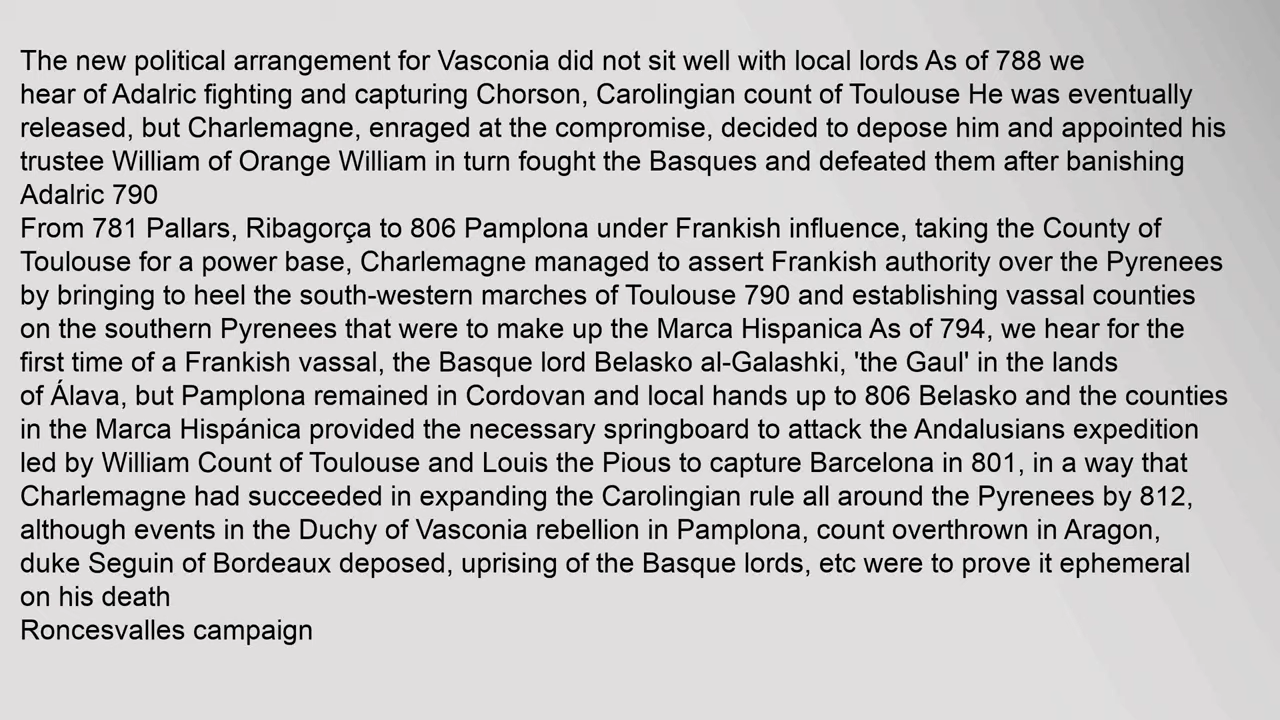 The new political arrangement for Vasconia did not sit well with local lords As of 788 we
hear of Adalric fighting and capturing Chorson, Carolingian count of Toulouse He was eventually
released, but Charlemagne, enraged at the compromise, decided to depose him and appointed his
trustee William of Orange William in turn fought the Basques and defeated them after banishing
Adalric 790
From 781 Pallars, Ribagorça to 806 Pamplona under Frankish influence, taking the County of
Toulouse for a power base, Charlemagne managed to assert Frankish authority over the Pyrenees
by bringing to heel the south-western marches of Toulouse 790 and establishing vassal counties
on the southern Pyrenees that were to make up the Marca Hispanica As of 794, we hear for the
first time of a Frankish vassal, the Basque lord Belasko al-Galashki, 'the Gaul' in the lands
of Álava, but Pamplona remained in Cordovan and local hands up to 806 Belasko and the counties
in the Marca Hispánica provided the necessary springboard to attack the Andalusians expedition
led by William Count of Toulouse and Louis the Pious to capture Barcelona in 801, in a way that
Charlemagne had succeeded in expanding the Carolingian rule all around the Pyrenees by 812,
although events in the Duchy of Vasconia rebellion in Pamplona, count overthrown in Aragon,
duke Seguin of Bordeaux deposed, uprising of the Basque lords, etc were to prove it ephemeral
on his death
Roncesvalles campaign